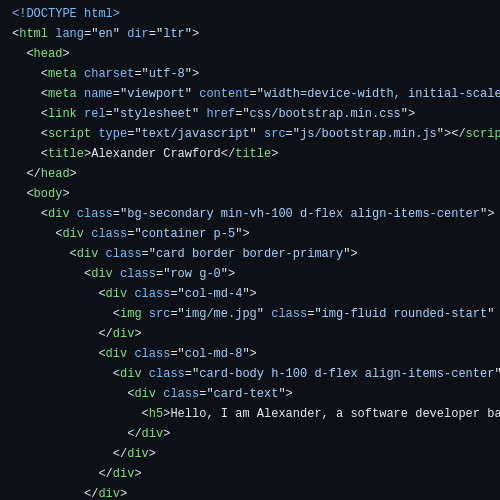 <!DOCTYPE html>
<html lang="en" dir="ltr">
<head>
<meta charset="utf-8">
<meta name="viewport" content="width=device-width, initial-scale
<link rel="stylesheet" href="css/bootstrap.min.css">
<script type="text/javascript" src="js/bootstrap.min.js"></scrip
<title>Alexander Crawford</title>
</head>
<body>
<div class="bg-secondary min-vh-100 d-flex align-items-center">
<div class="container p-5">
<div class="card border border-primary">
<div class="row g-0">
<div class="col-md-4">
<img src="img/me.jpg" class="img-fluid rounded-start"
</div>
<div class="col-md-8">
<div class="card-body h-100 d-flex align-items-center"
<div class="card-text">
<h5>Hello, I am Alexander, a software developer ba
</div>
</div>
</div>
</div>